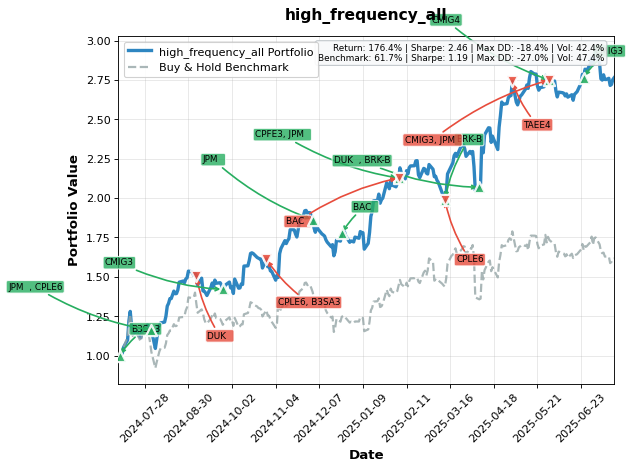 high_frequency_all
CMIG4
high_frequency_all Portfolio
Buy & Hold Benchmark
Return: 176.4% | Sharpe: 2.46 | Max DD: -18.4% | Vol: 42.4%
Benchmark: 61.7% | Sharpe: 1.19 | Max DD: -27.0% | Vol: 47.4%
TAEE4
CPFE3, JPM
CMIG3, JPM
BRK-B
JPM
DUK , BRK-B
BAC
BAC
CMIG3
CPLE6
JPM , CPLE6
CPLE6, B3SA3
DUK
3.00
2.75
2.50
2.25
2.00
1.75
1.50
1.25
1.00
Portfolio Value
2024-07-28
2024-08-30
2024-10-02
2024-11-04
2024-12-07
2025-01-09
2025-02-11
2025-03-16
2025-04-18
2025-05-21
2025-06-23
Date